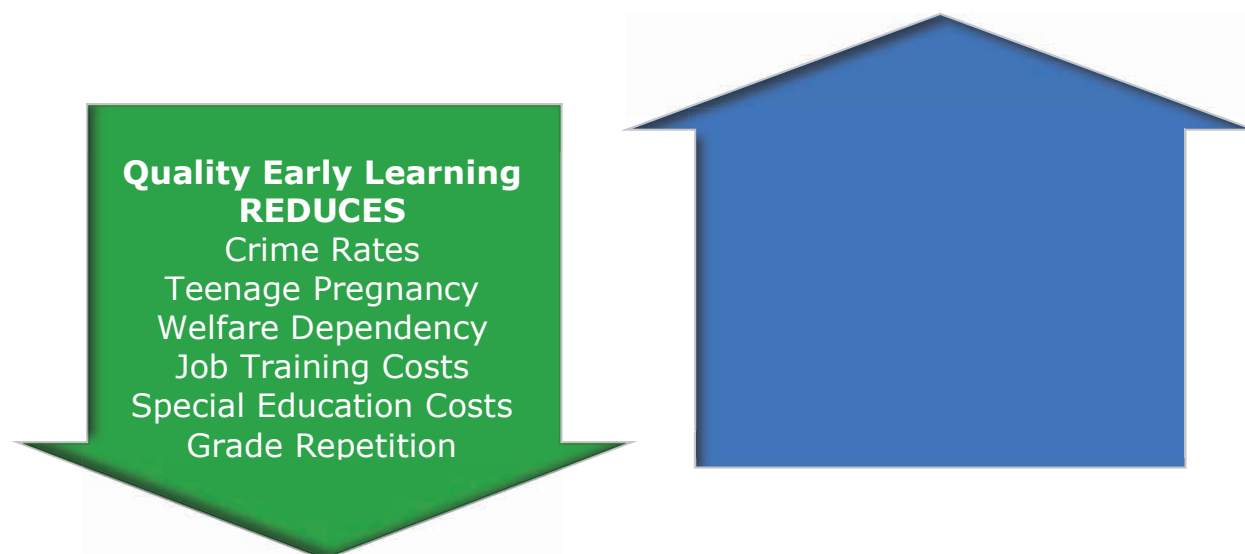 Quality Early Learning
REDUCES
Crime Rates
Teenage Pregnancy
Welfare Dependency
Job Training Costs
Special Education Costs
Grade Repetition